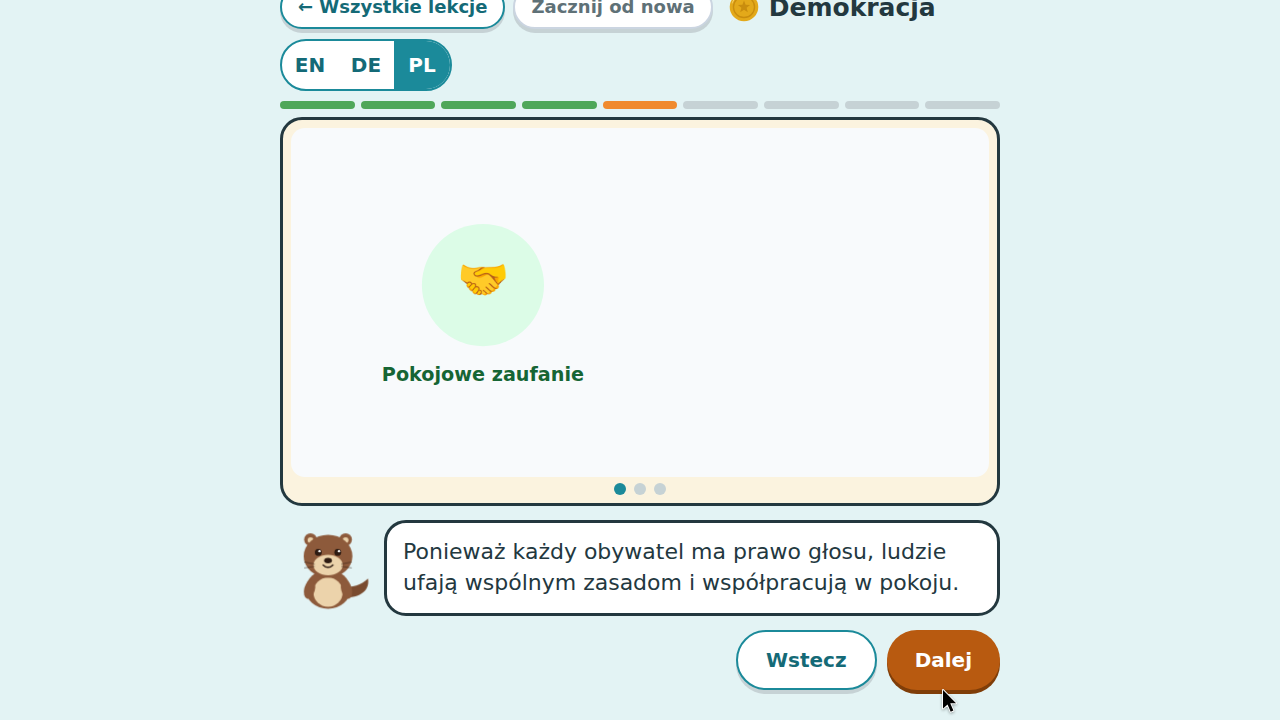 ← Wszystkie lekcje
Zacznij od nowa
Demokracja
EN DE PL
Pokojowe zaufanie
Ponieważ każdy obywatel ma prawo głosu, ludzie
ufają wspólnym zasadom i współpracują w pokoju.
Wstecz
Dalej